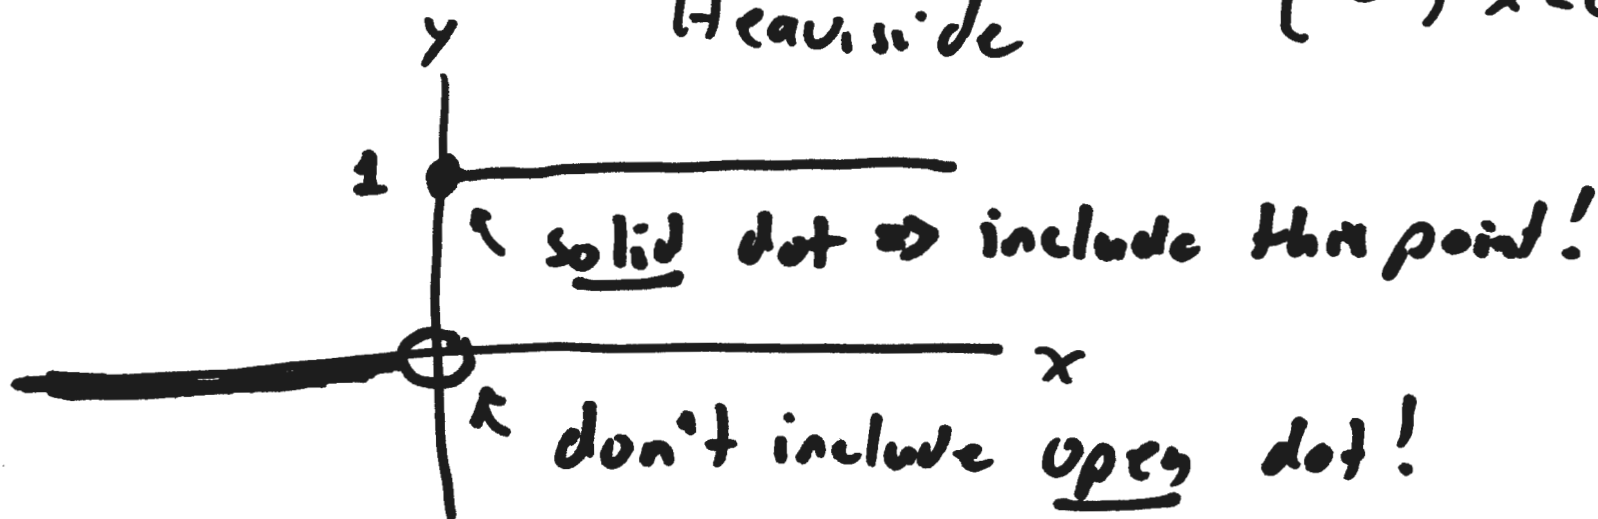 Heaviside
y
1
solid dot ⇒ include this point!
x
don't include open dot!